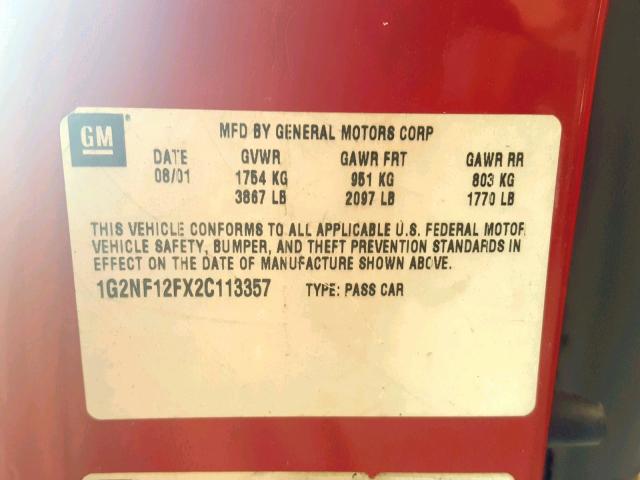 GM
MFD BY GENERAL MOTORS CORP
DATE GVWR GAWR FRT GAWR RR
08/01 1754 KG 951 KG 803 KG
3867 LB 2097 LB 1770 LB
THIS VEHICLE CONFORMS TO ALL APPLICABLE U.S. FEDERAL MOTOR
VEHICLE SAFETY, BUMPER, AND THEFT PREVENTION STANDARDS IN
EFFECT ON THE DATE OF MANUFACTURE SHOWN ABOVE.
1G2NF12FX2C113357 TYPE: PASS CAR